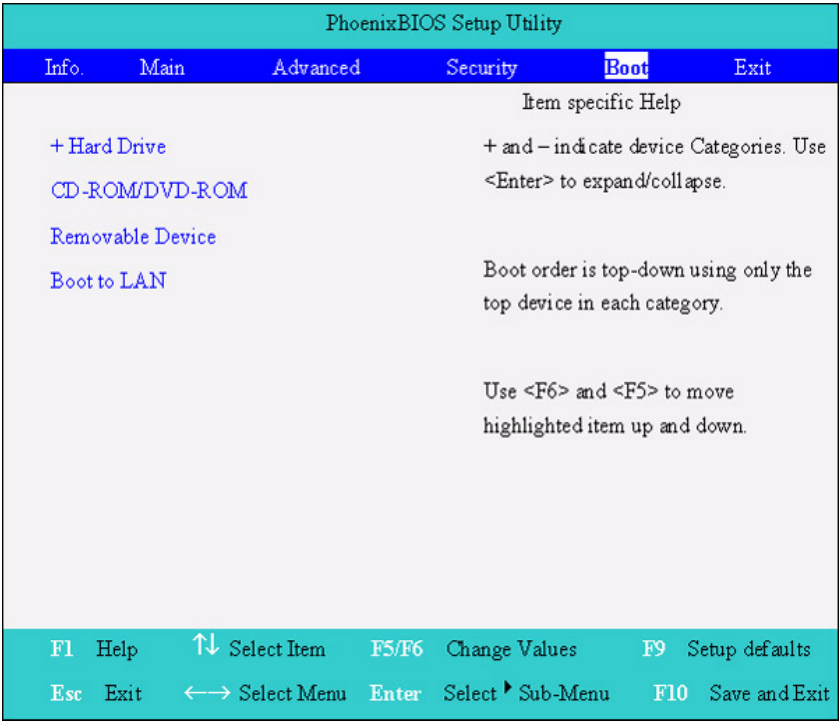 PhoenixBIOS Setup Utility
Info. Main Advanced Security Boot Exit
+ Hard Drive
CD-ROM/DVD-ROM
Removable Device
Boot to LAN
Item specific Help
+ and – indicate device Categories. Use
<Enter> to expand/collapse.
Boot order is top-down using only the
top device in each category.
Use <F6> and <F5> to move
highlighted item up and down.
F1 Help ↑↓ Select Item F5/F6 Change Values F9 Setup defaults
Esc Exit ←→ Select Menu Enter Select ▸ Sub-Menu F10 Save and Exit